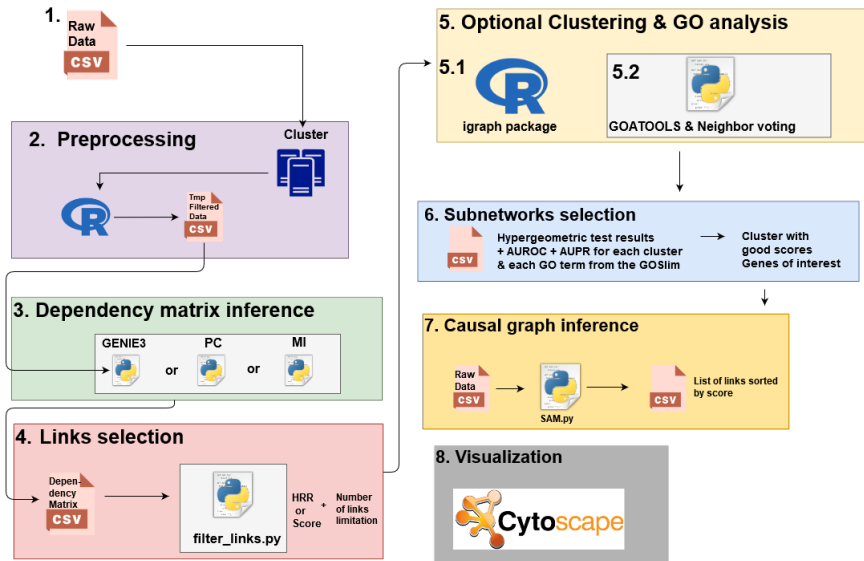 1.
Raw
Data
CSV
2. Preprocessing
Cluster
R
Tmp
Filtered
Data
CSV
3. Dependency matrix inference
GENIE3
or
PC
or
MI
4. Links selection
Depen-
dency
Matrix
CSV
filter_links.py
HRR
or
Score
+
Number
of links
limitation
5. Optional Clustering & GO analysis
5.1
R
igraph package
5.2
GOATOOLS & Neighbor voting
6. Subnetworks selection
CSV
Hypergeometric test results
+ AUROC + AUPR for each cluster
& each GO term from the GOSlim
Cluster with
good scores
Genes of interest
7. Causal graph inference
Raw
Data
CSV
SAM.py
CSV
List of links sorted
by score
8. Visualization
Cytoscape